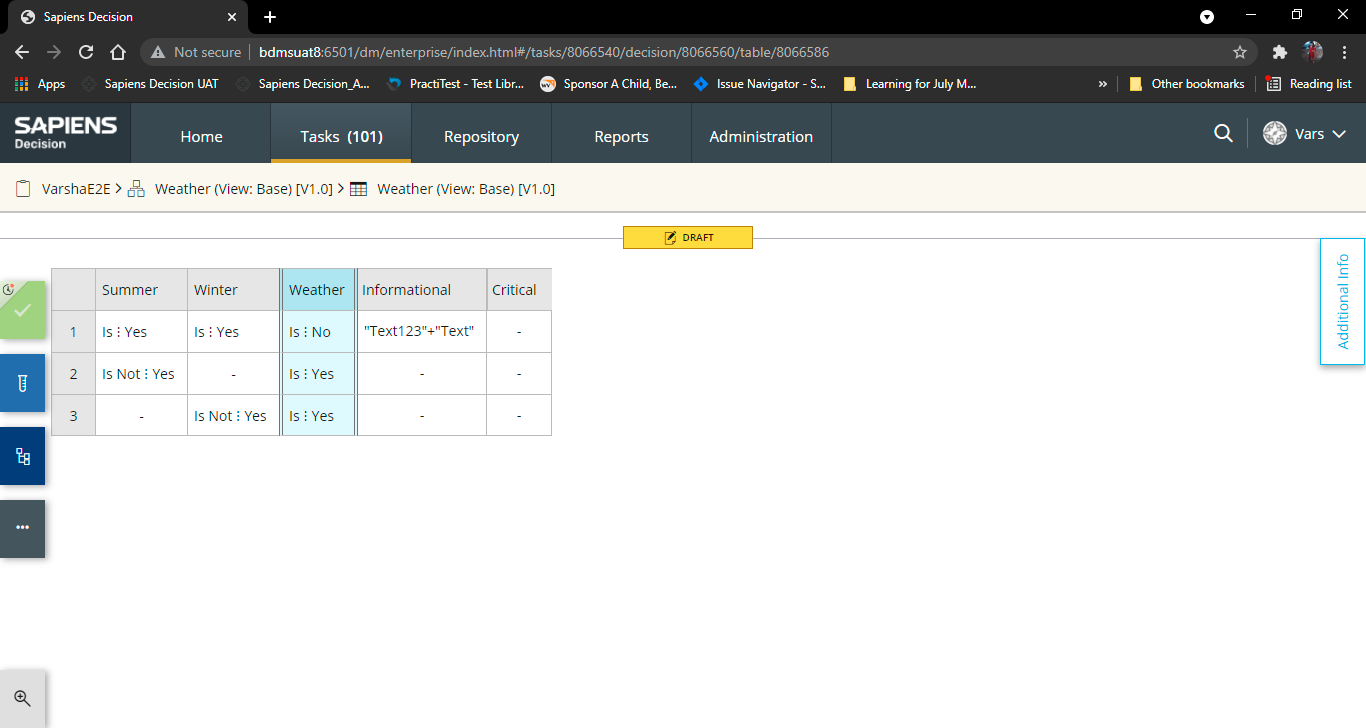 Sapiens Decision
Not secure bdmsuat8:6501/dm/enterprise/index.html#/tasks/8066540/decision/8066560/table/8066586
Apps Sapiens Decision UAT Sapiens Decision_A... PractiTest - Test Libr... Sponsor A Child, Be... Issue Navigator - S... Learning for July M... » Other bookmarks Reading list
SAPIENS
Decision
Home Tasks (101) Repository Reports Administration Vars
VarshaE2E > Weather (View: Base) [V1.0] > Weather (View: Base) [V1.0]
DRAFT
Additional Info
Summer Winter Weather Informational Critical
1 Is ⋮ Yes Is ⋮ Yes Is ⋮ No "Text123"+"Text" -
2 Is Not ⋮ Yes - Is ⋮ Yes - -
3 - Is Not ⋮ Yes Is ⋮ Yes - -